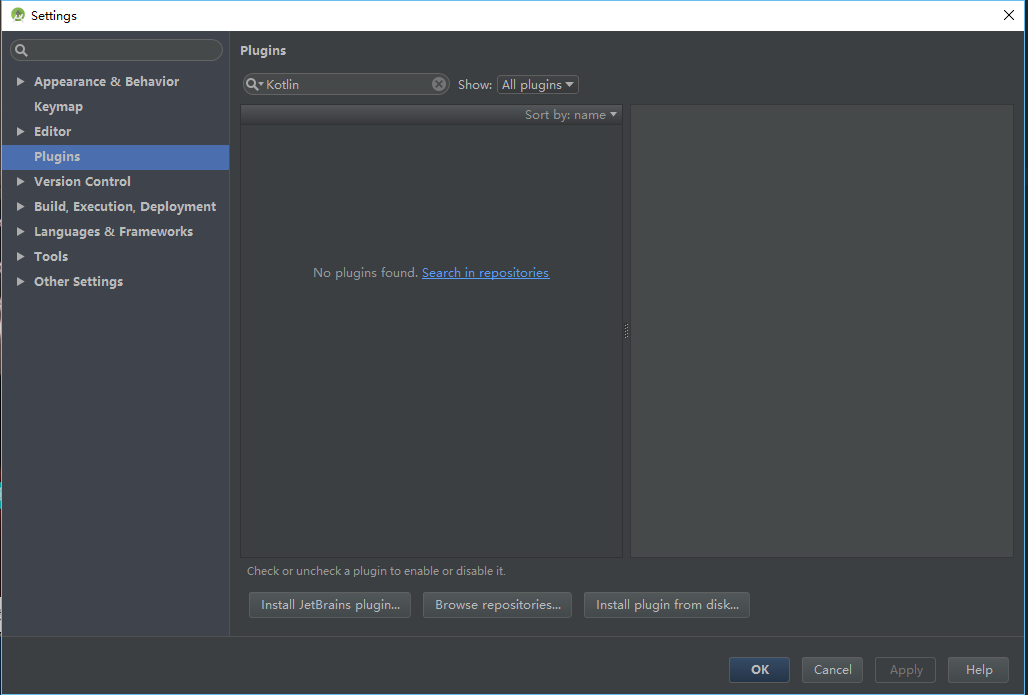 Settings
Plugins
Appearance & Behavior
Keymap
Editor
Plugins
Version Control
Build, Execution, Deployment
Languages & Frameworks
Tools
Other Settings
Kotlin
Show: All plugins
Sort by: name
No plugins found. Search in repositories
Check or uncheck a plugin to enable or disable it.
Install JetBrains plugin... Browse repositories... Install plugin from disk...
OK Cancel Apply Help